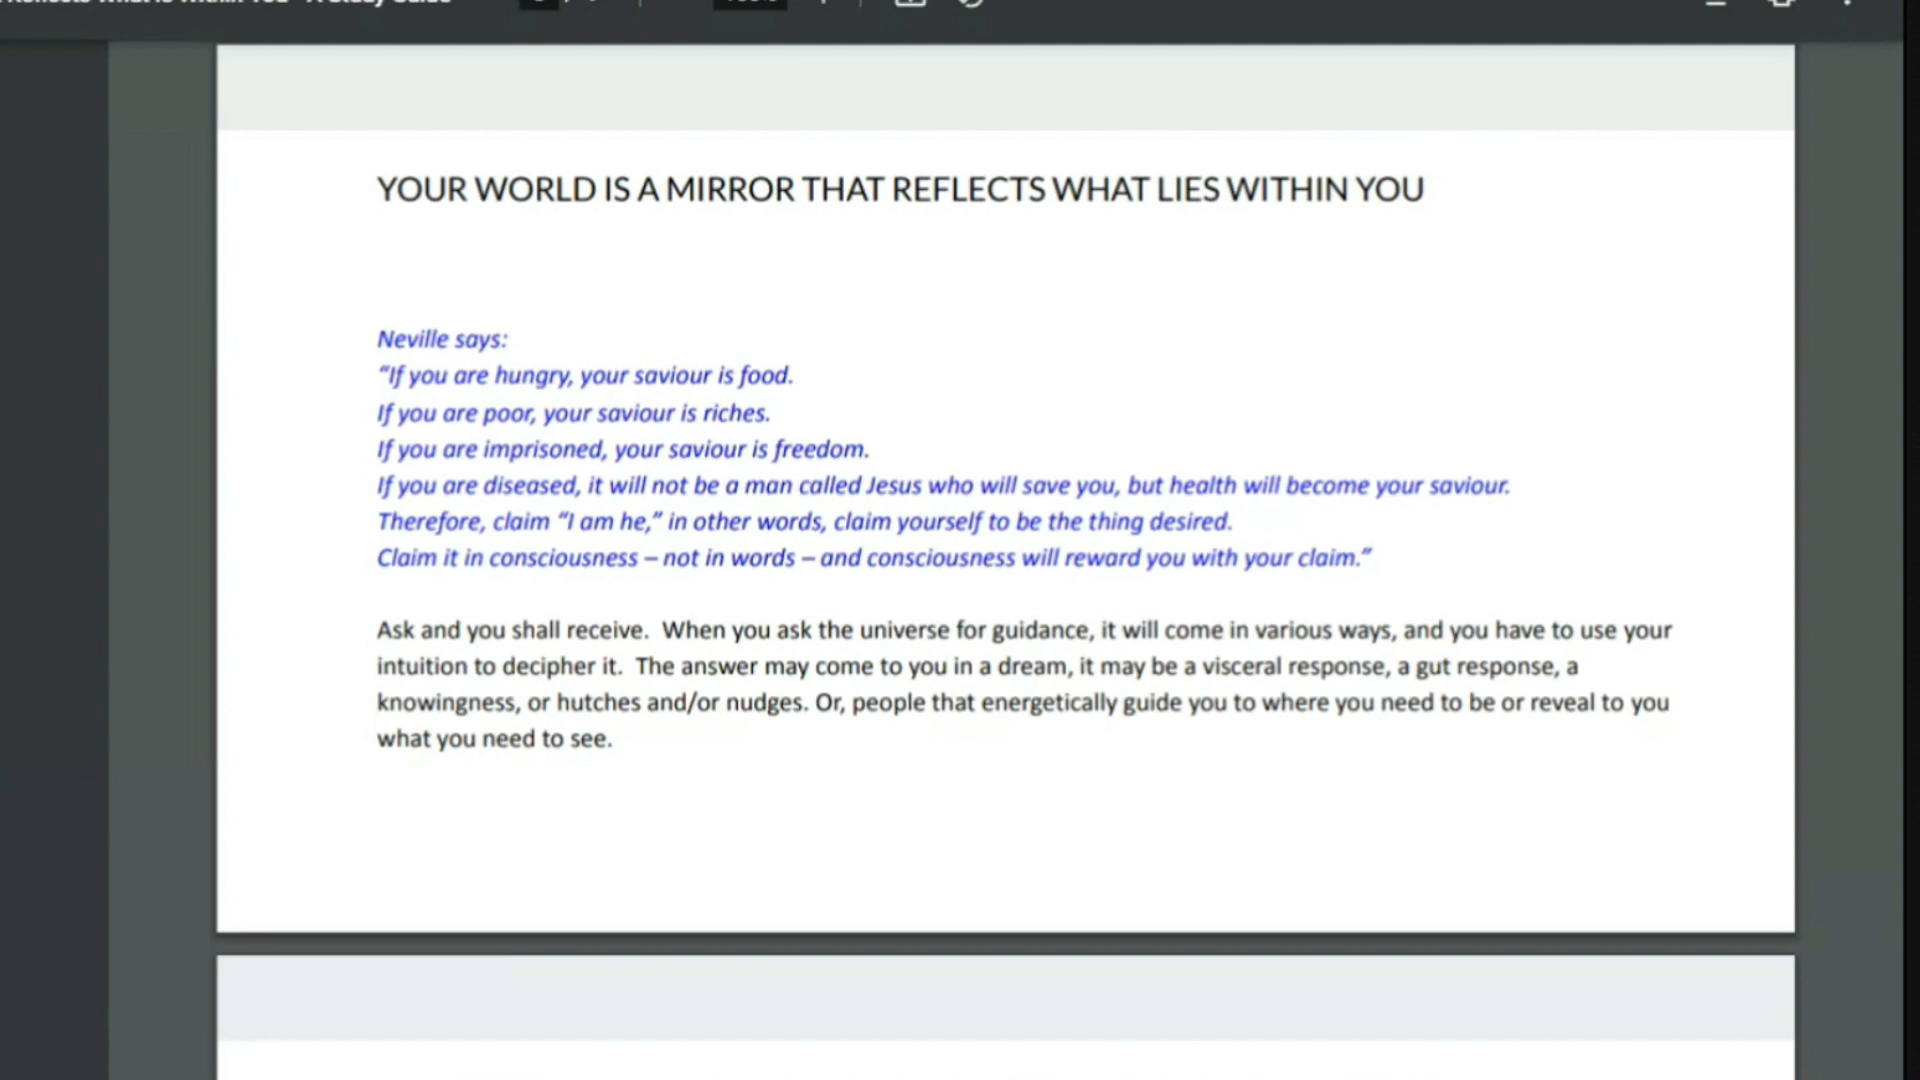 YOUR WORLD IS A MIRROR THAT REFLECTS WHAT LIES WITHIN YOU
Neville says:
“If you are hungry, your saviour is food.
If you are poor, your saviour is riches.
If you are imprisoned, your saviour is freedom.
If you are diseased, it will not be a man called Jesus who will save you, but health will become your saviour.
Therefore, claim “I am he,” in other words, claim yourself to be the thing desired.
Claim it in consciousness – not in words – and consciousness will reward you with your claim.”
Ask and you shall receive.  When you ask the universe for guidance, it will come in various ways, and you have to use your
intuition to decipher it.  The answer may come to you in a dream, it may be a visceral response, a gut response, a
knowingness, or hutches and/or nudges. Or, people that energetically guide you to where you need to be or reveal to you
what you need to see.